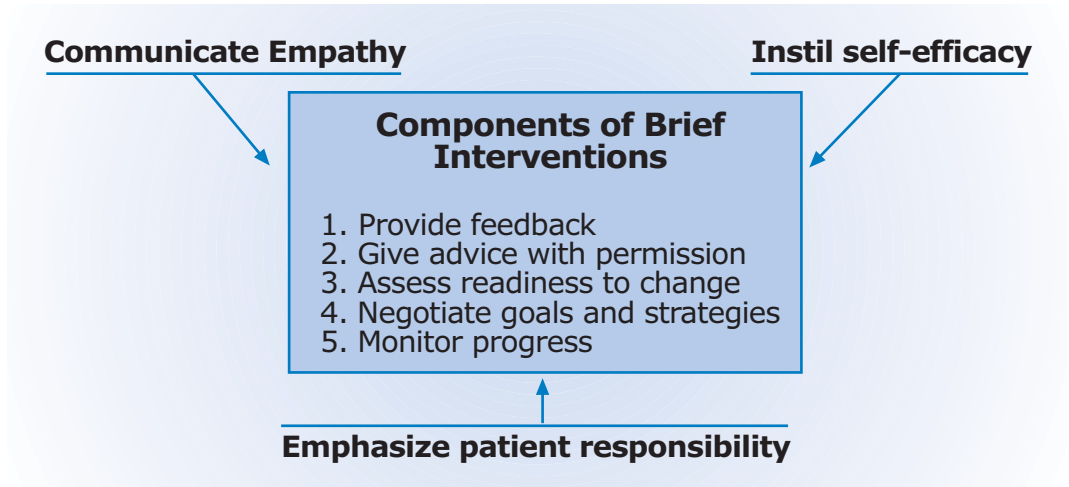 Communicate Empathy
Instil self-efficacy
Components of Brief
Interventions
1. Provide feedback
2. Give advice with permission
3. Assess readiness to change
4. Negotiate goals and strategies
5. Monitor progress
Emphasize patient responsibility